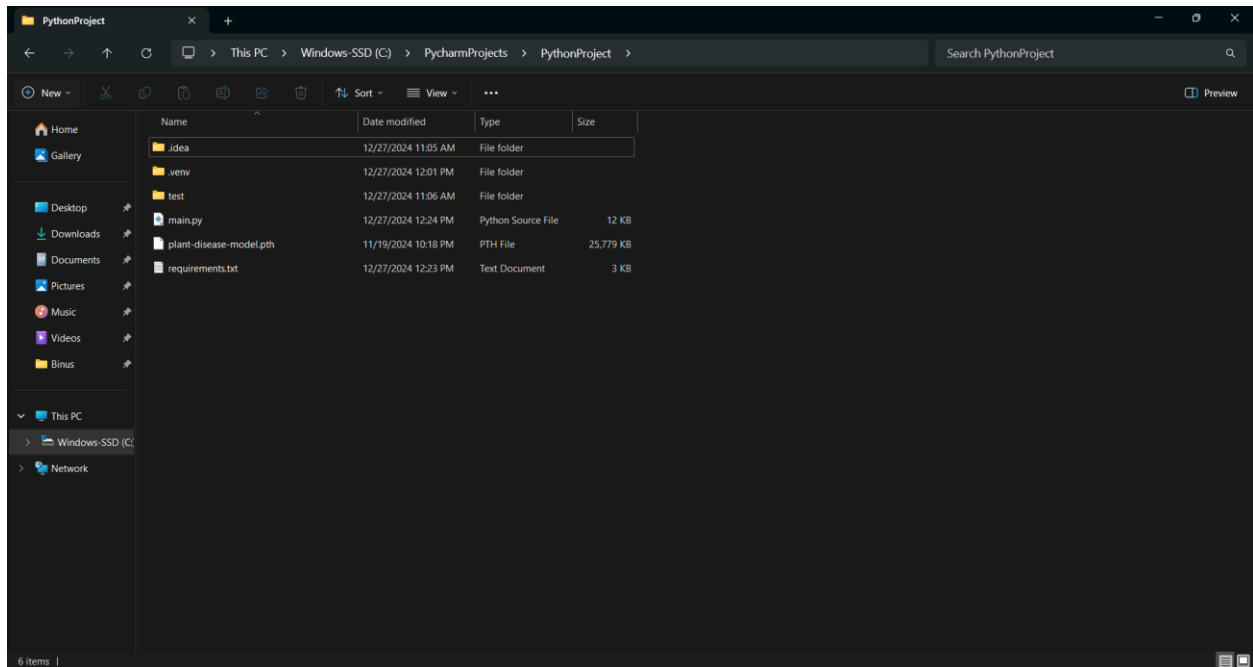 PythonProject
This PC > Windows-SSD (C:) > PycharmProjects > PythonProject >
Search PythonProject
New
Sort
View
Preview
Home
Gallery
Desktop
Downloads
Documents
Pictures
Music
Videos
Binus
This PC
Windows-SSD (C:
Network
Name Date modified Type Size
.idea 12/27/2024 11:05 AM File folder
.venv 12/27/2024 12:01 PM File folder
test 12/27/2024 11:06 AM File folder
main.py 12/27/2024 12:24 PM Python Source File 12 KB
plant-disease-model.pth 11/19/2024 10:18 PM PTH File 25,779 KB
requirements.txt 12/27/2024 12:23 PM Text Document 3 KB
6 items